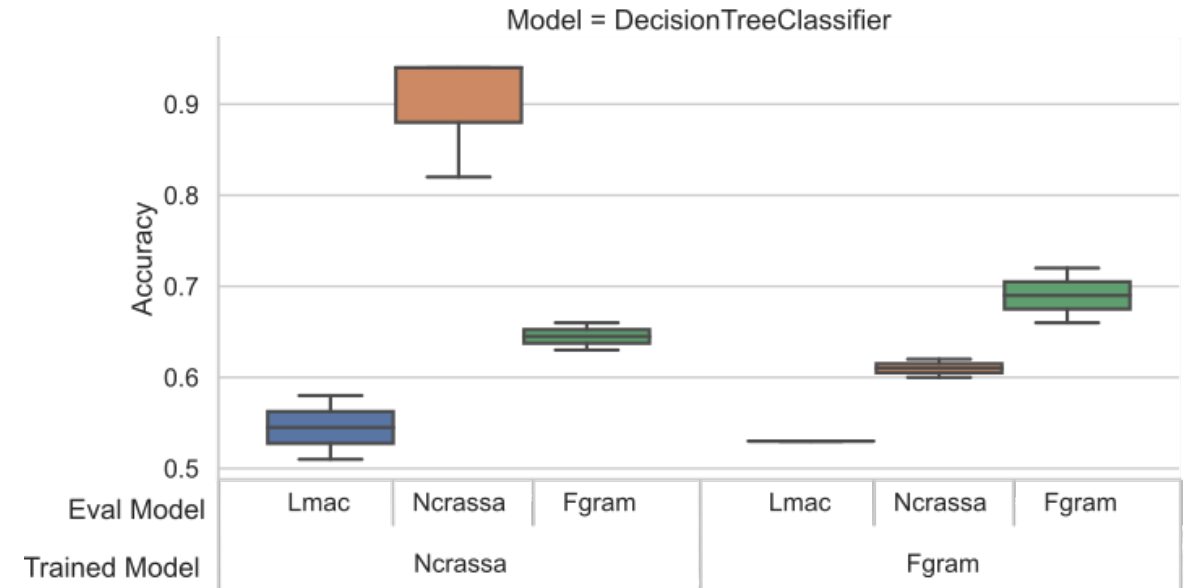 Model = DecisionTreeClassifier
Accuracy
0.9
0.8
0.7
0.6
0.5
Eval Model Lmac Ncrassa Fgram Lmac Ncrassa Fgram
Trained Model Ncrassa Fgram